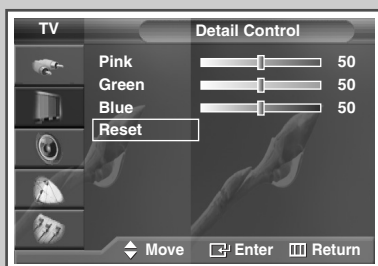 TV
Detail Control
Pink 50
Green 50
Blue 50
Reset
Move Enter Return